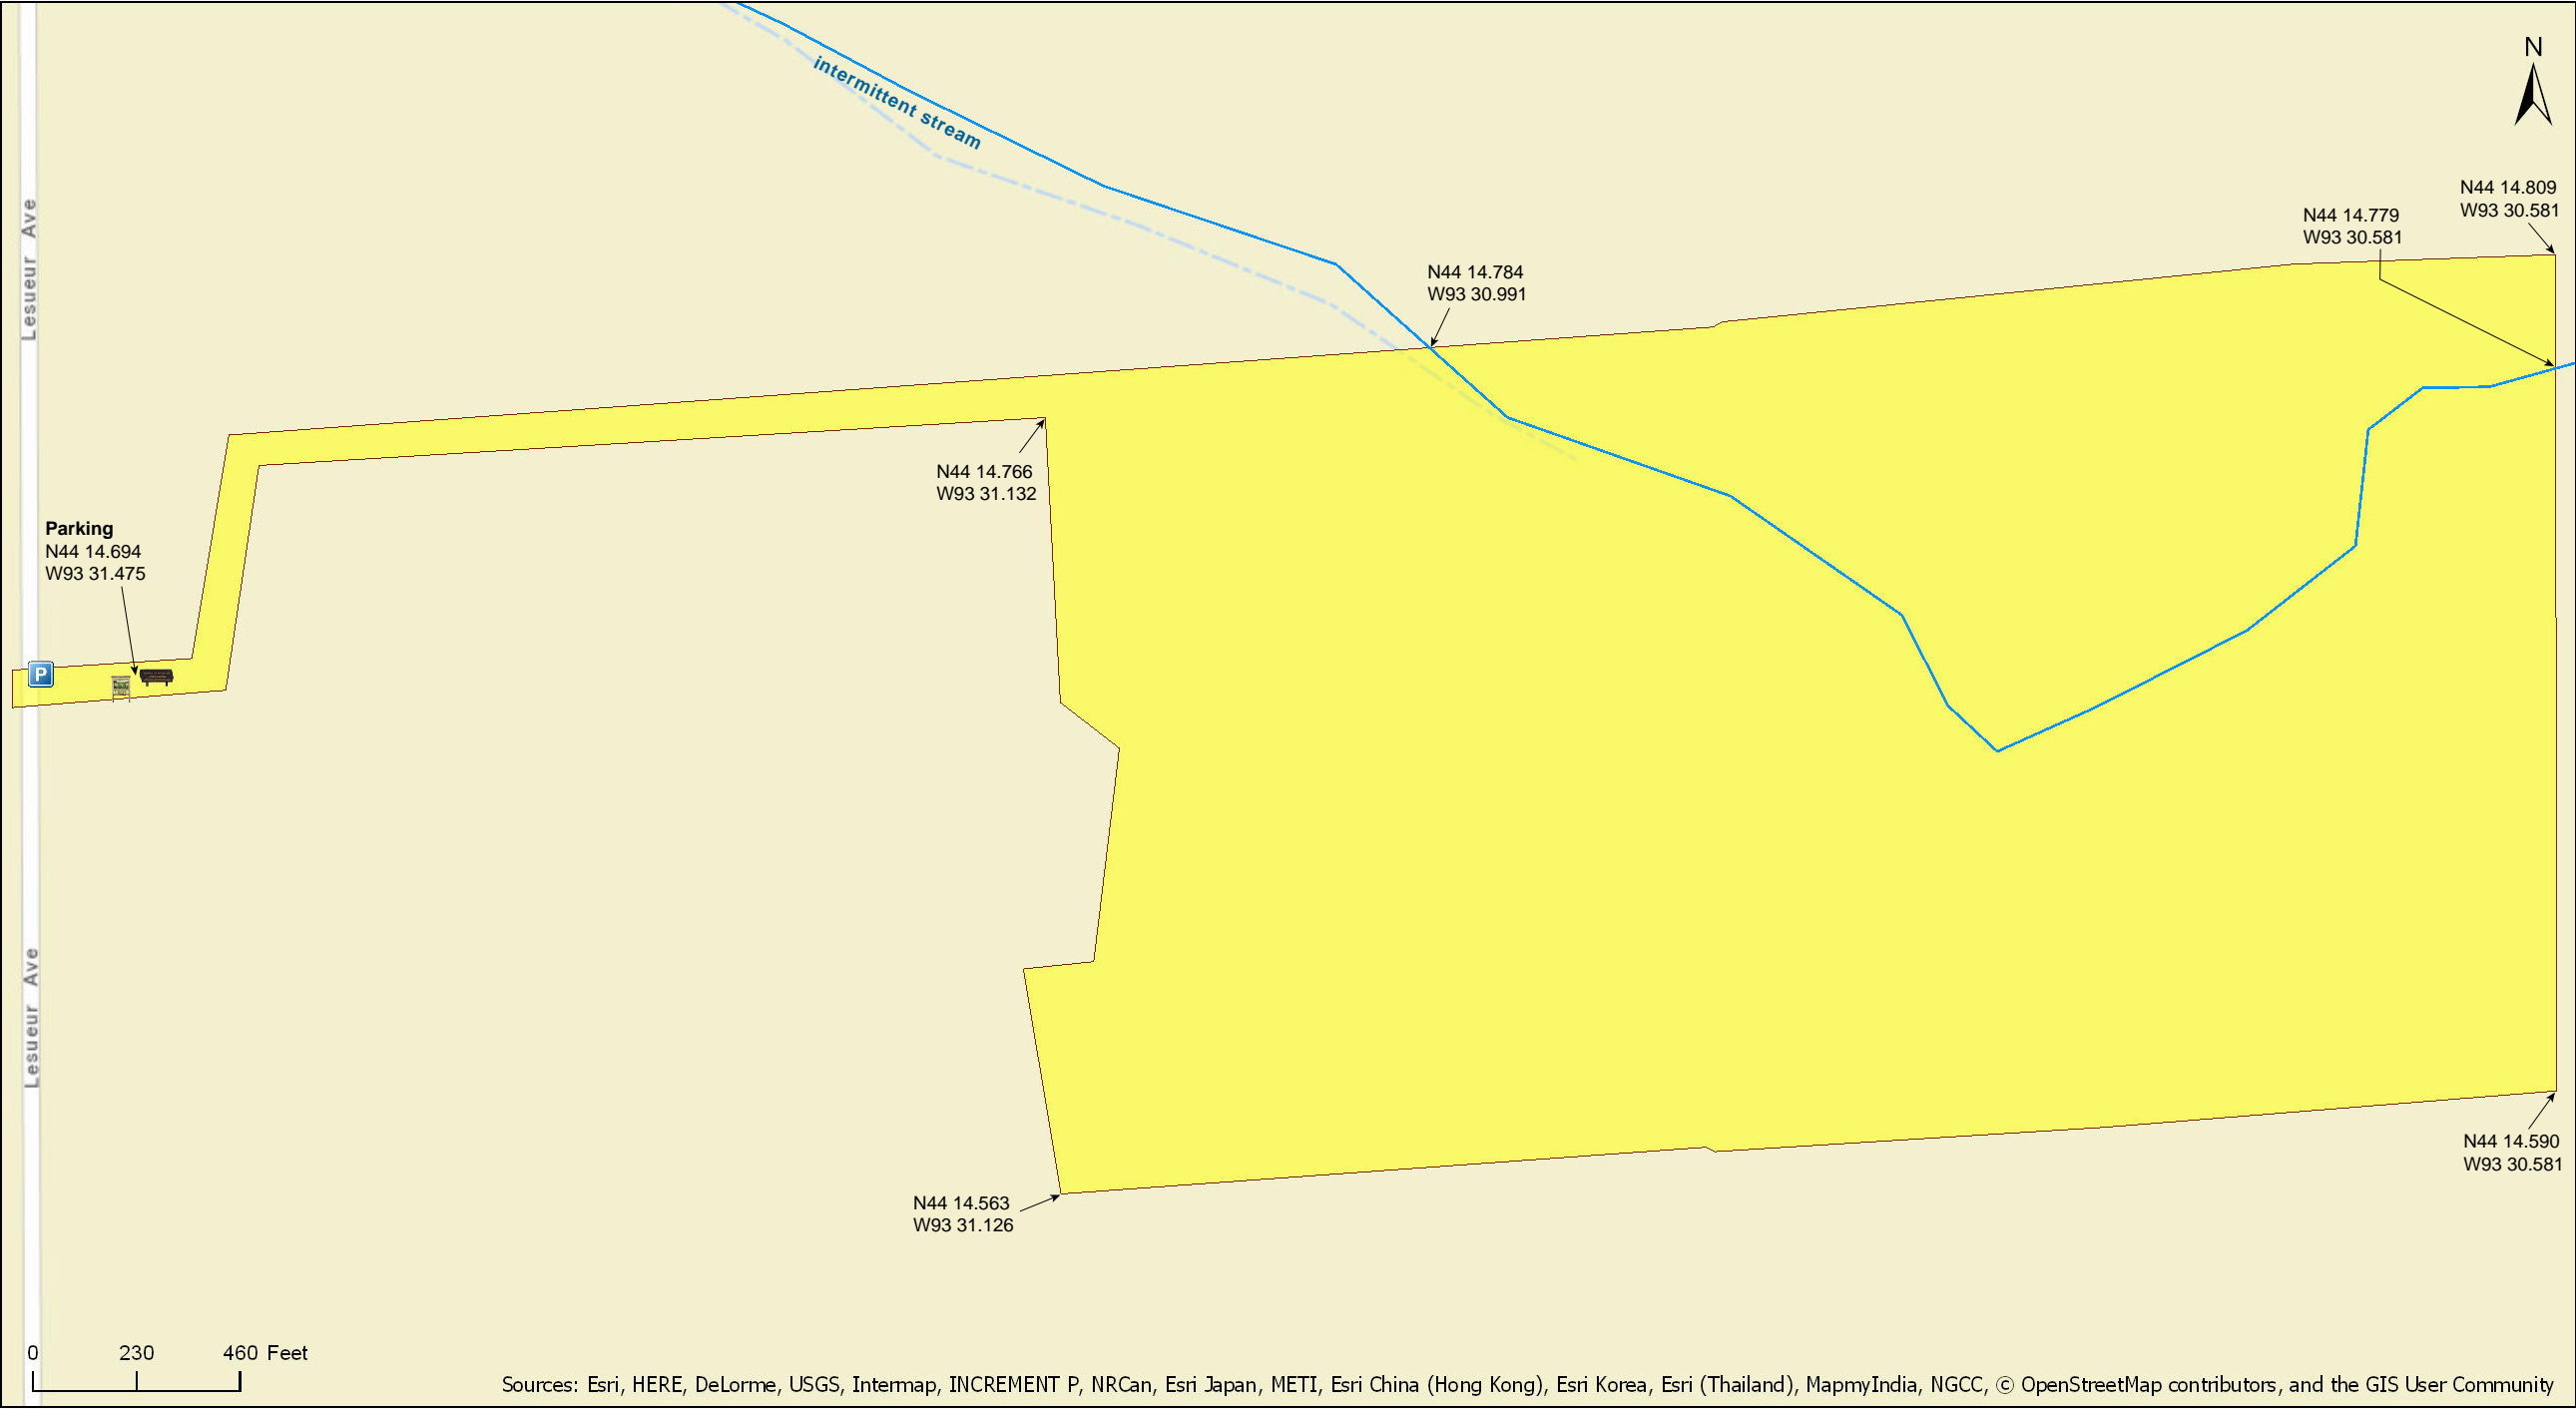 intermittent stream
N
N44 14.809
W93 30.581
N44 14.779
W93 30.581
Lesueur Ave
N44 14.784
W93 30.991
N44 14.766
W93 31.132
Parking
N44 14.694
W93 31.475
P
Lesueur Ave
N44 14.590
W93 30.581
N44 14.563
W93 31.126
0 230 460 Feet
Sources: Esri, HERE, DeLorme, USGS, Intermap, INCREMENT P, NRCan, Esri Japan, METI, Esri China (Hong Kong), Esri Korea, Esri (Thailand), MapmyIndia, NGCC, © OpenStreetMap contributors, and the GIS User Community